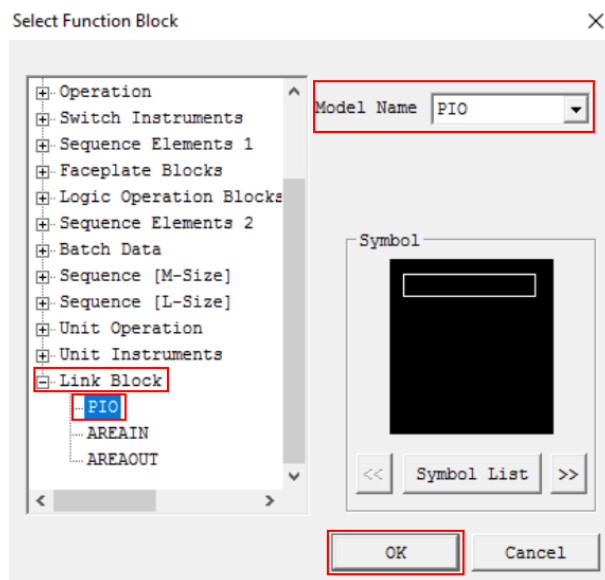 Select Function Block
Operation
Switch Instruments
Sequence Elements 1
Faceplate Blocks
Logic Operation Blocks
Sequence Elements 2
Batch Data
Sequence [M-Size]
Sequence [L-Size]
Unit Operation
Unit Instruments
Link Block
PIO
AREAIN
AREAOUT
Model Name PIO
Symbol
<< Symbol List >>
OK Cancel